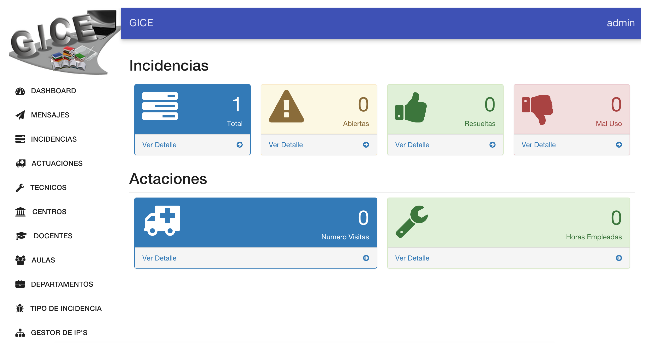 GICE
GICE
admin
DASHBOARD
MENSAJES
INCIDENCIAS
ACTUACIONES
TECNICOS
CENTROS
DOCENTES
AULAS
DEPARTAMENTOS
TIPO DE INCIDENCIA
GESTOR DE IP'S
Incidencias
1
Total
Ver Detalle
0
Abiertas
Ver Detalle
0
Resueltas
Ver Detalle
0
Mal Uso
Ver Detalle
Actaciones
0
Numero Visitas
Ver Detalle
0
Horas Empleadas
Ver Detalle